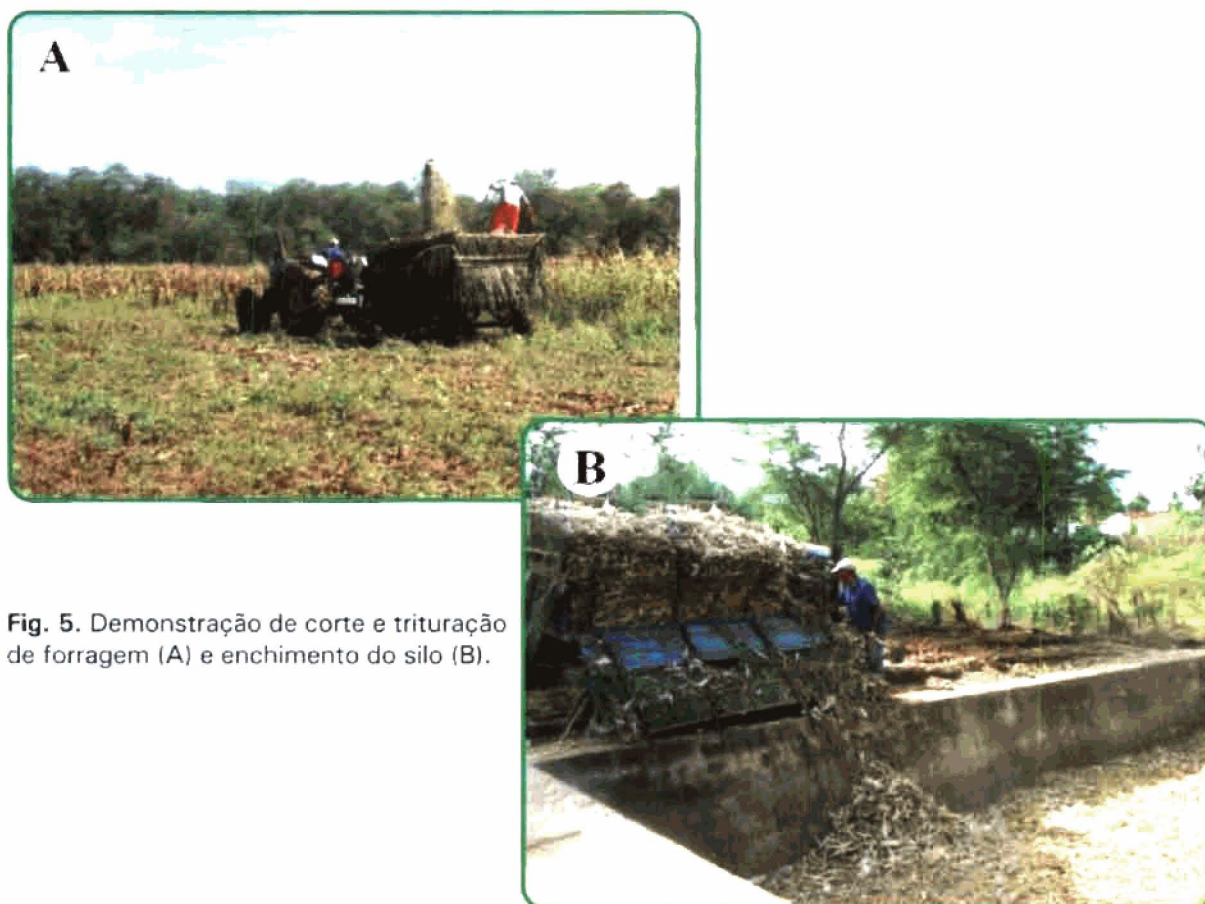 A
B
Fig. 5. Demonstração de corte e trituração
de forragem (A) e enchimento do silo (B).